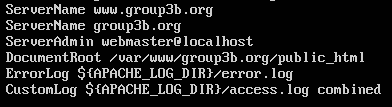 ServerName www.group3b.org
ServerName group3b.org
ServerAdmin webmaster@localhost
DocumentRoot /var/www/group3b.org/public_html
ErrorLog ${APACHE_LOG_DIR}/error.log
CustomLog ${APACHE_LOG_DIR}/access.log combined